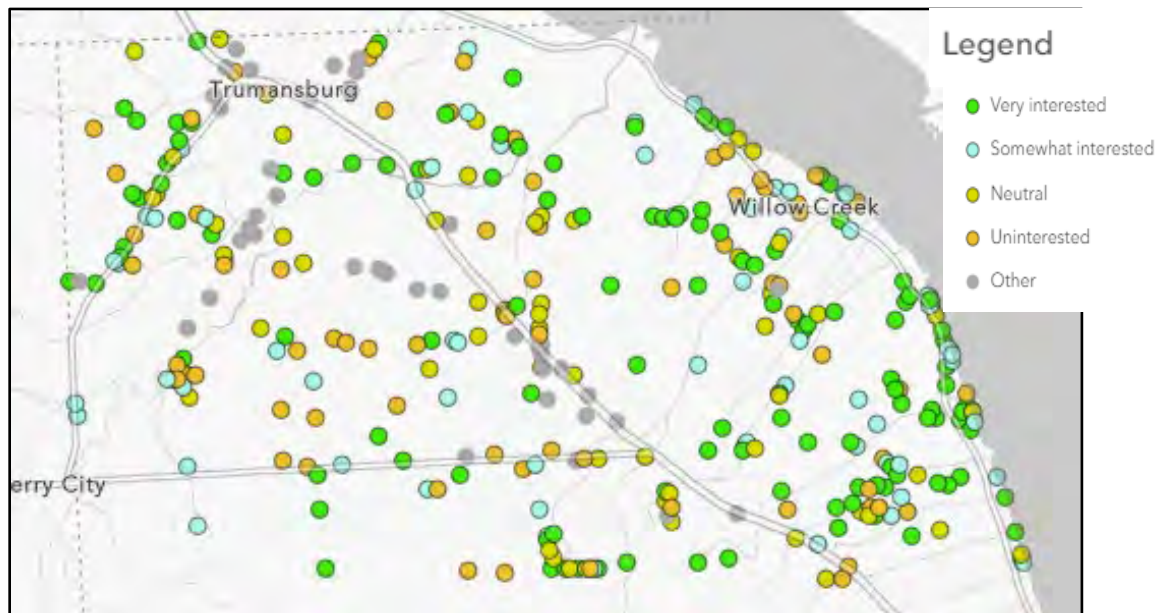 Legend
Very interested
Trumansburg
Somewhat interested
Neutral
Willow Creek
Uninterested
Other
erry City